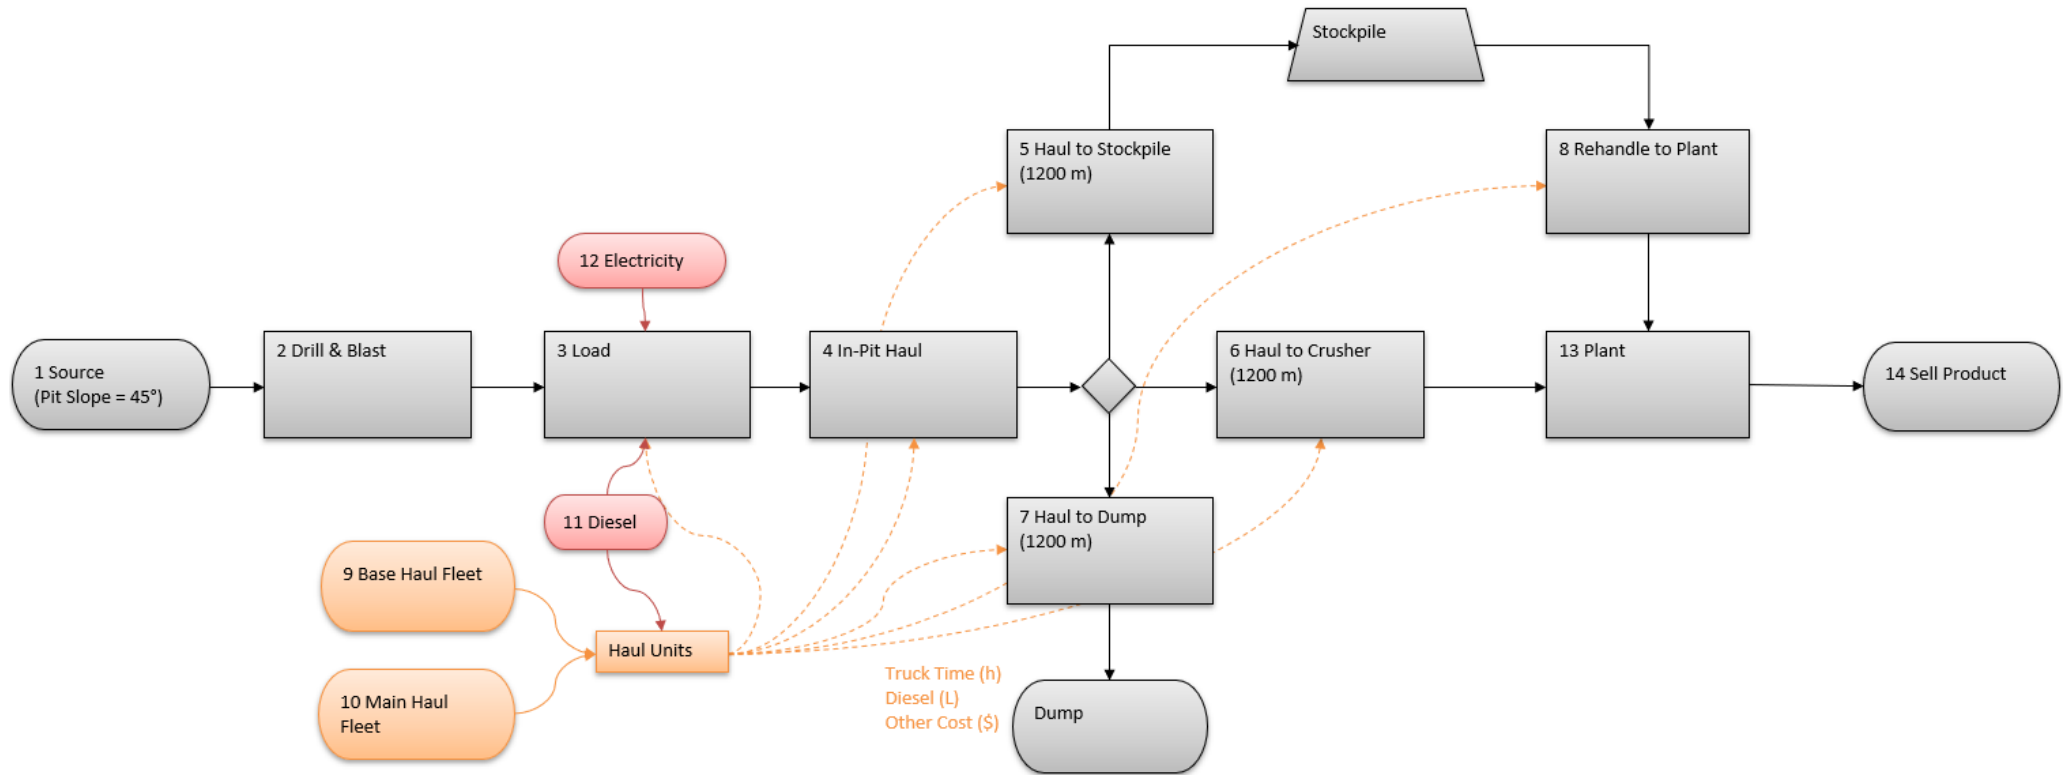 Stockpile
5 Haul to Stockpile
(1200 m)
8 Rehandle to Plant
12 Electricity
1 Source
(Pit Slope = 45°)
2 Drill & Blast
3 Load
4 In-Pit Haul
6 Haul to Crusher
(1200 m)
13 Plant
14 Sell Product
11 Diesel
7 Haul to Dump
(1200 m)
9 Base Haul Fleet
Haul Units
10 Main Haul
Fleet
Truck Time (h)
Diesel (L)
Other Cost ($)
Dump